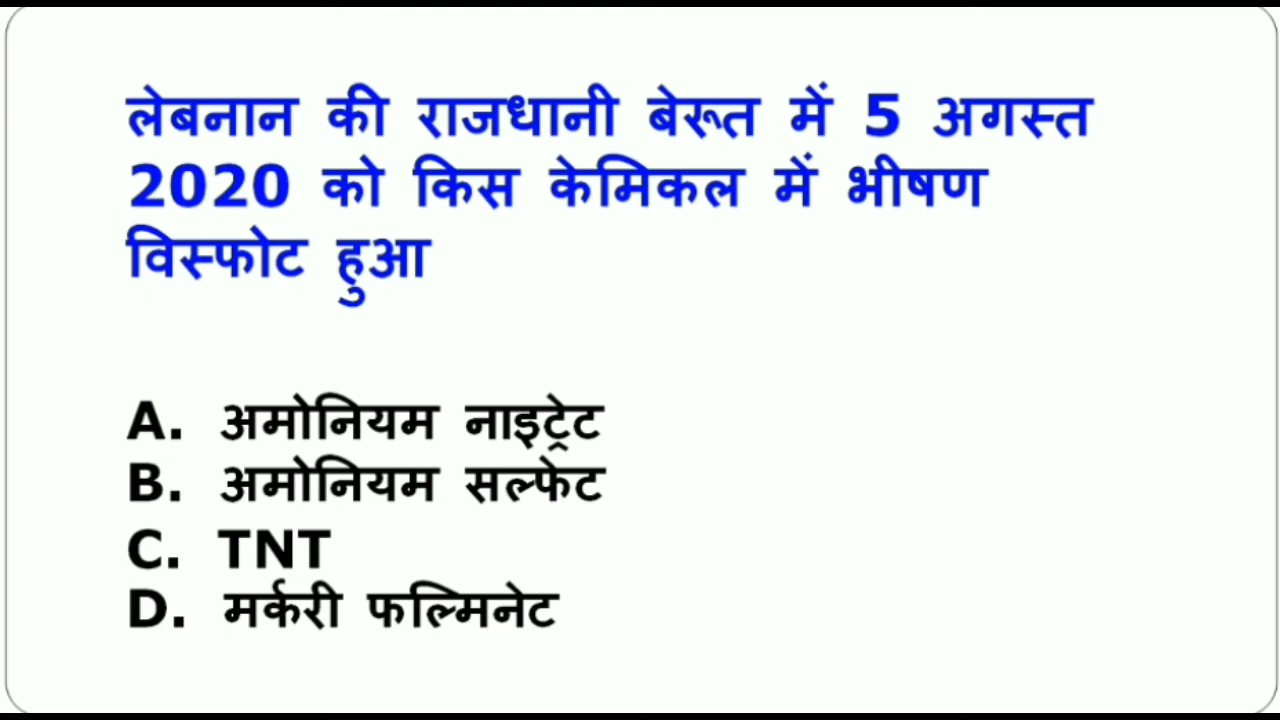 लेबनान की राजधानी बेरूत में 5 अगस्त
2020 को किस केमिकल में भीषण
विस्फोट हुआ
A. अमोनियम नाइट्रेट
B. अमोनियम सल्फेट
C. TNT
D. मर्करी फल्मिनेट